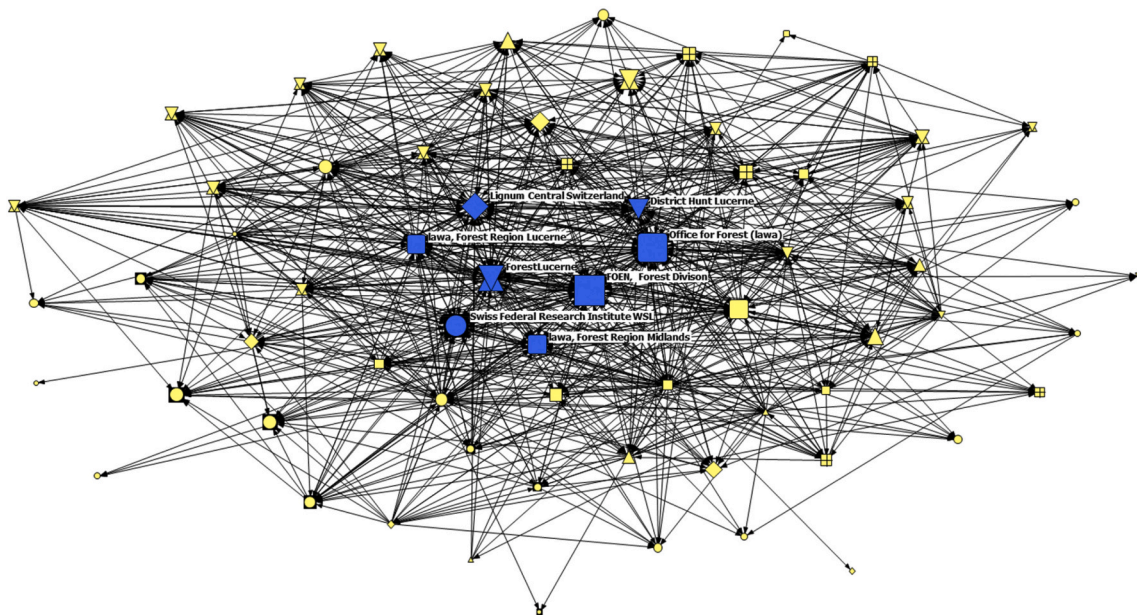 Lignum Central Switzerland
District Hunt Lucerne
lawa, Forest Region Lucerne
Office for Forest (lawa)
ForestLucerne
FOEN, Forest Divison
Swiss Federal Research Institute WSL
lawa, Forest Region Midlands